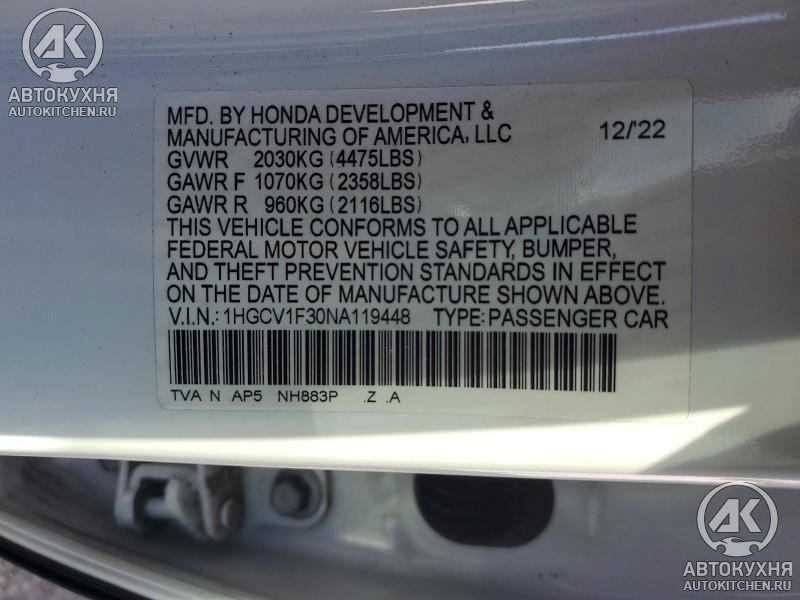 АК
АВТОКУХНЯ
AUTOKITCHEN.RU
MFD. BY HONDA DEVELOPMENT &
MANUFACTURING OF AMERICA, LLC 12/'22
GVWR 2030KG (4475LBS)
GAWR F 1070KG (2358LBS)
GAWR R 960KG (2116LBS)
THIS VEHICLE CONFORMS TO ALL APPLICABLE
FEDERAL MOTOR VEHICLE SAFETY, BUMPER,
AND THEFT PREVENTION STANDARDS IN EFFECT
ON THE DATE OF MANUFACTURE SHOWN ABOVE.
V.I.N.: 1HGCV1F30NA119448 TYPE: PASSENGER CAR
TVA N AP5 NH883P .Z .A
АК
АВТОКУХНЯ
AUTOKITCHEN.RU